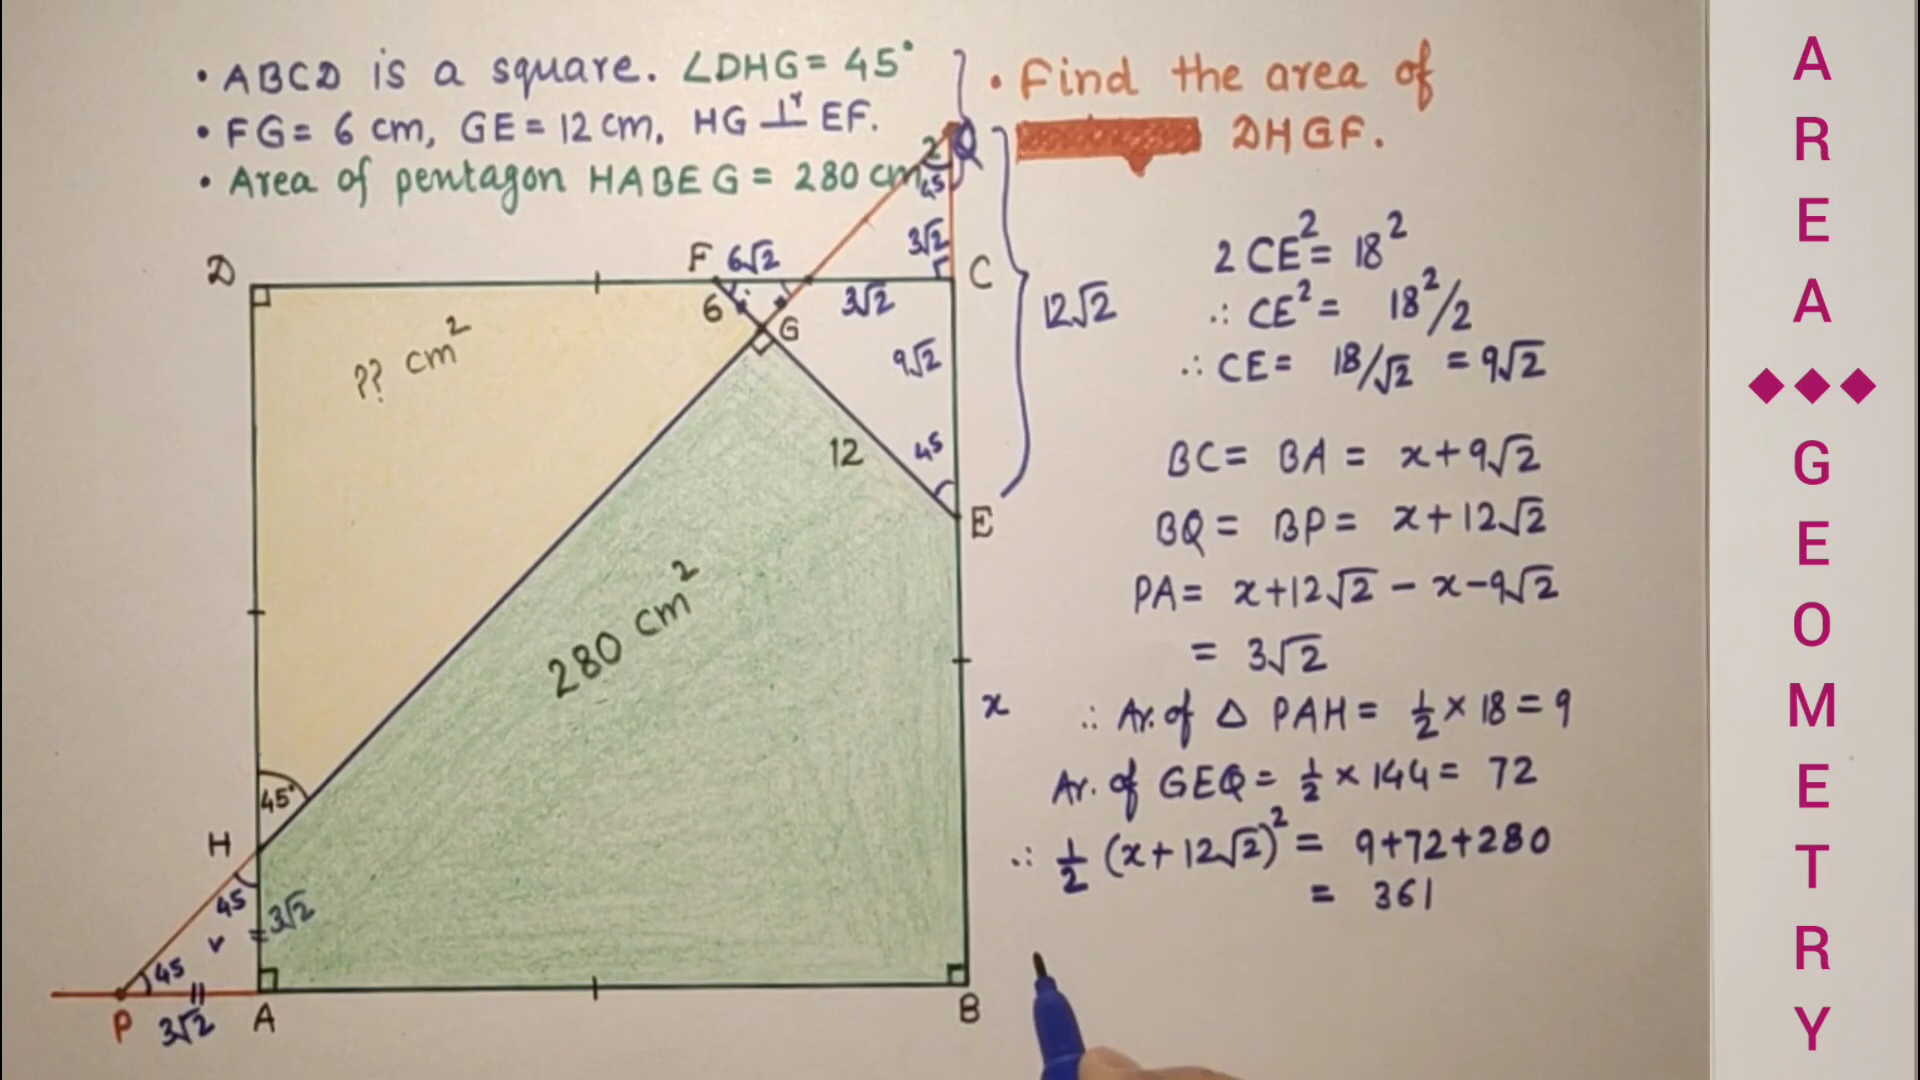 • ABCD is a square. ∠DHG = 45°
• FG = 6 cm, GE = 12 cm, HG ⊥ʳ EF.
• Area of pentagon HABEG = 280 cm²
• Find the area of
DHGF.
Q
45
3√2
D
F
6√2
C
6
G
3√2
12√2
?? cm²
9√2
12
45
E
280 cm²
x
45°
H
45
3√2
45
P
3√2
A
B
2CE² = 18²
∴ CE² = 18²/2
∴ CE = 18/√2 = 9√2
BC = BA = x+9√2
BQ = BP = x+12√2
PA = x+12√2 - x-9√2
= 3√2
∴ Ar. of △ PAH = ½ × 18 = 9
Ar. of GEQ = ½ × 144 = 72
∴ ½ (x+12√2)² = 9+72+280
= 361
AREA
GEOMETRY